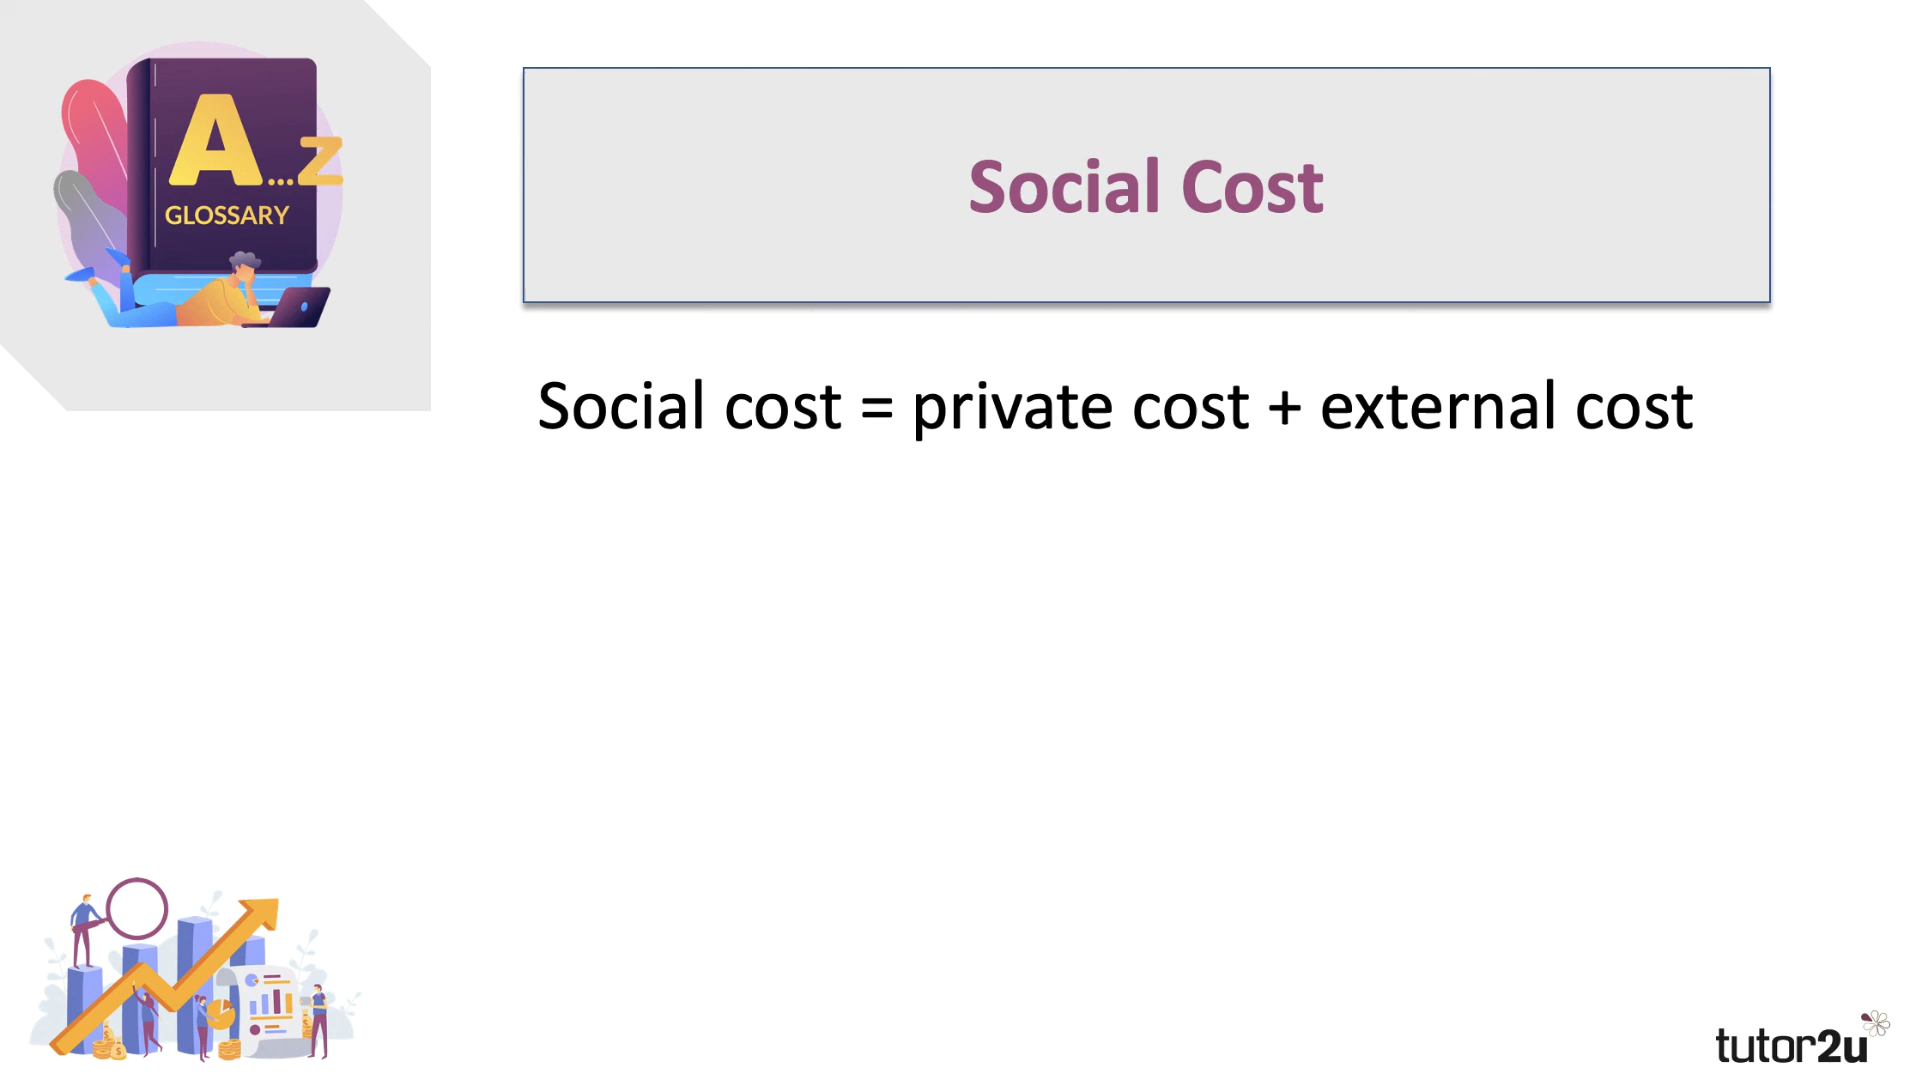 A...Z
GLOSSARY
Social Cost
Social cost = private cost + external cost
tutor2u